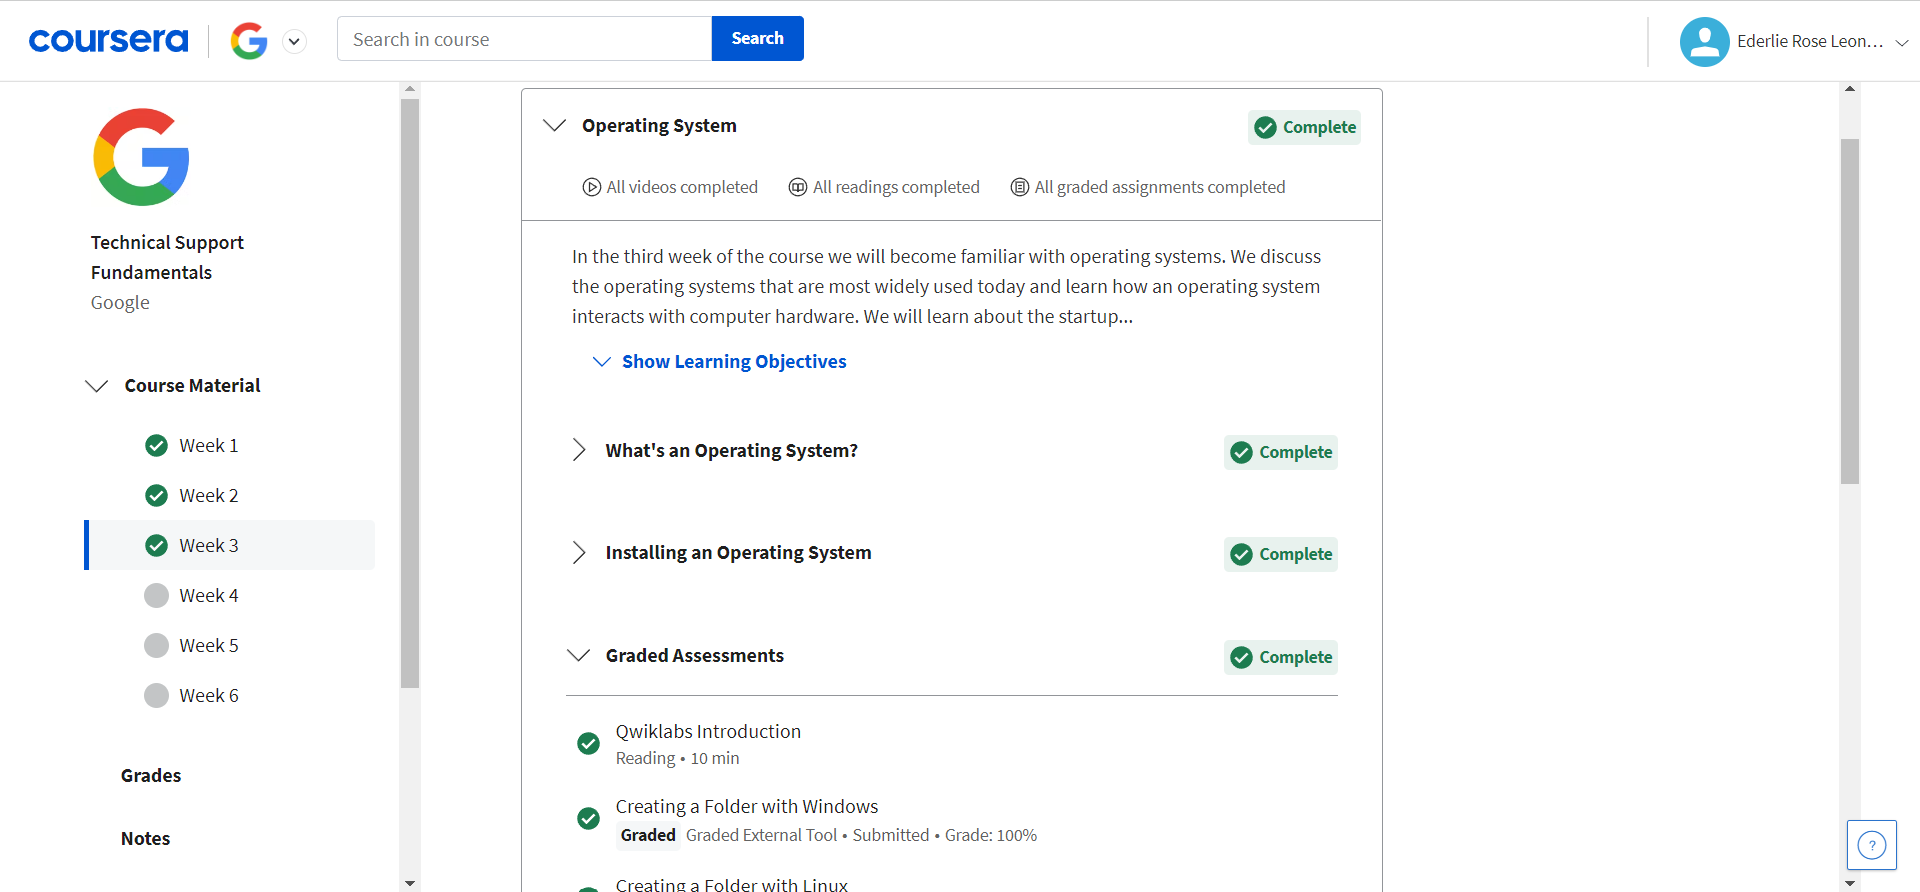 coursera
Search in course
Search
Ederlie Rose Leon...
Technical Support
Fundamentals
Google
Course Material
Week 1
Week 2
Week 3
Week 4
Week 5
Week 6
Grades
Notes
Operating System
Complete
All videos completed
All readings completed
All graded assignments completed
In the third week of the course we will become familiar with operating systems. We discuss
the operating systems that are most widely used today and learn how an operating system
interacts with computer hardware. We will learn about the startup...
Show Learning Objectives
What's an Operating System?
Complete
Installing an Operating System
Complete
Graded Assessments
Complete
Qwiklabs Introduction
Reading • 10 min
Creating a Folder with Windows
Graded Graded External Tool • Submitted • Grade: 100%
Creating a Folder with Linux
?